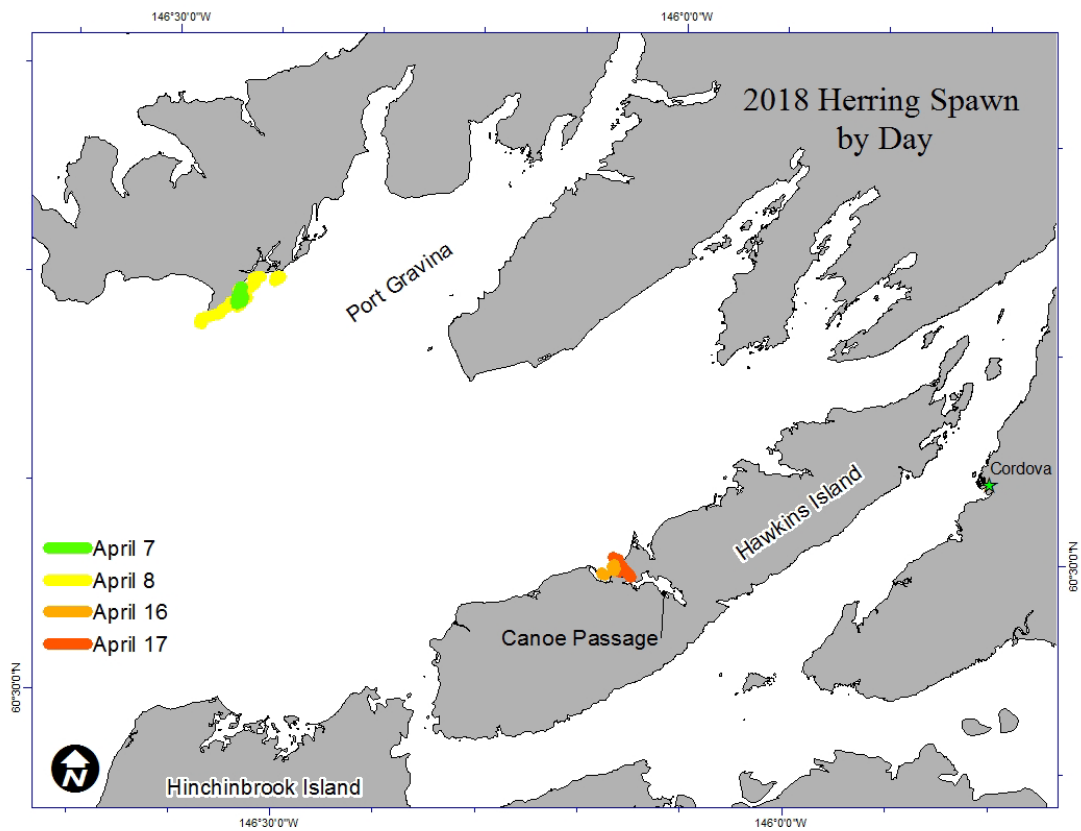 146°30'0"W
146°0'0"W
2018 Herring Spawn
by Day
Port Gravina
Cordova
Hawkins Island
April 7
April 8
April 16
April 17
60°30'0"N
Canoe Passage
60°30'0"N
N
Hinchinbrook Island
146°30'0"W
146°0'0"W